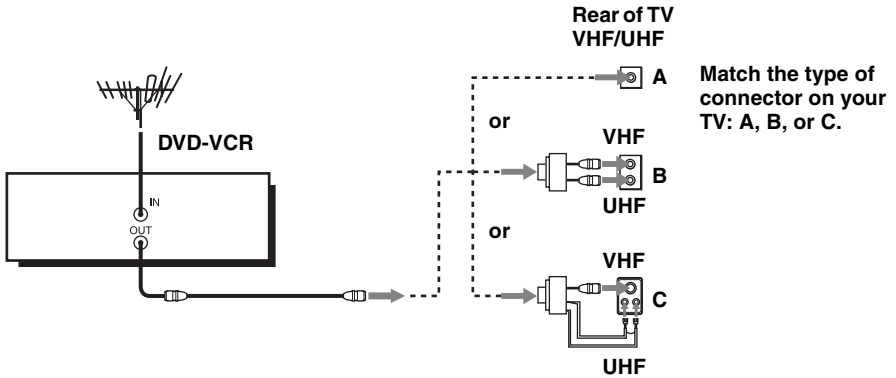 Rear of TV
VHF/UHF
A
Match the type of
connector on your
TV: A, B, or C.
or
DVD-VCR
VHF
IN
B
OUT
UHF
or
VHF
C
UHF